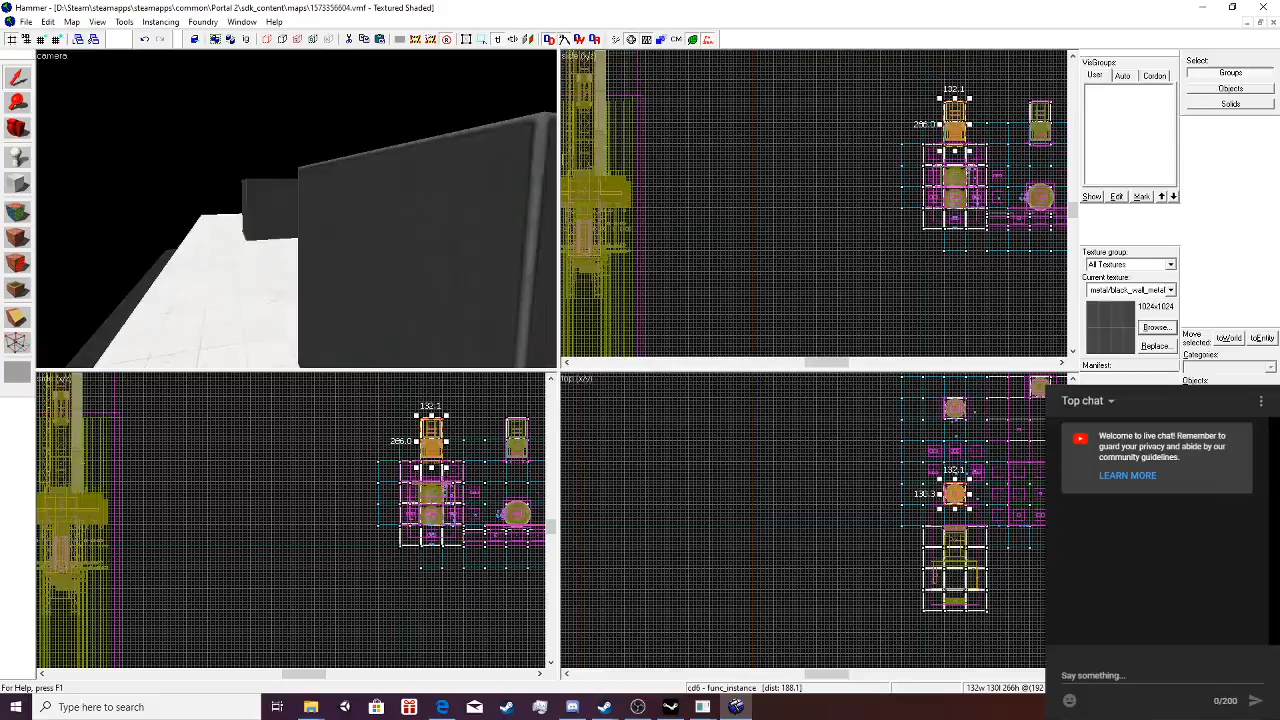 Hammer - [D:\Steam\steamapps\steamapps\common\Portal 2\sdk_content\maps\1573356604.vmf - Textured Shaded]
File Edit Map View Tools Instancing Foundry Window Help
CM
camera
132.1
266.0
132.1
266.0
132.1
130.3
VisGroups:
User Auto Cordon
Show Edit Mark
Texture group:
All Textures
Current texture:
metal/black_wall_metal
1024x1024
Browse...
Replace...
Manifest:
Select:
Groups
Objects
Solids
Move selected:
toWorld toEntity
Categories:
Objects:
Top chat
Welcome to live chat! Remember to
guard your privacy and abide by our
community guidelines.
LEARN MORE
Say something...
0/200
For Help, press F1
cd6 - func_instance [dist: 188.1]
132w 130l 266h @(192
Type here to search